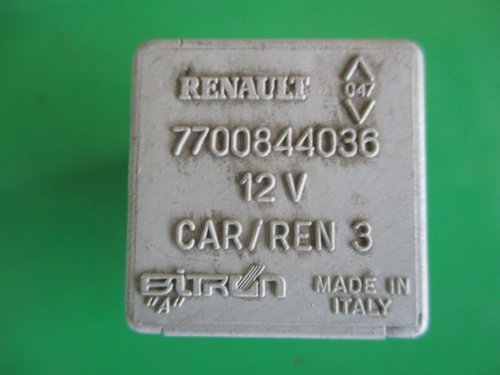 RENAULT 047
7700844036
12 V
CAR/REN 3
BITRON MADE IN
"A" ITALY